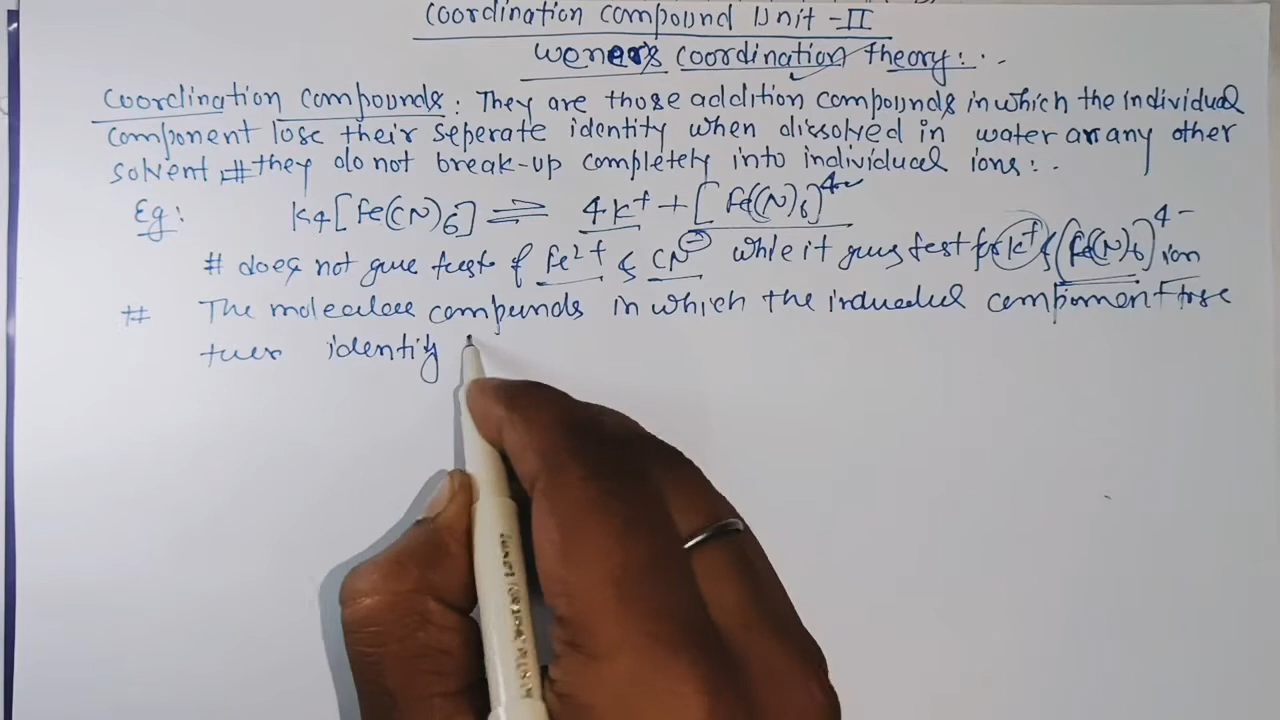 Coordination Compound Unit -II
Weners coordination theory:..
Coordination compounds: They are those addition compounds in which the individual
component lose their seperate identity when dissolved in water or any other
solvent # they do not break-up completely into individual ions:.
Eg: K4[Fe(CN)6] ⇌ 4K+ + [Fe(CN)6]4-
# does not give test of Fe2+ & CN⊖ while it gives test for K+ & (Fe(CN)6)4- ion
# The molecular compounds in which the individual component lose
their identity